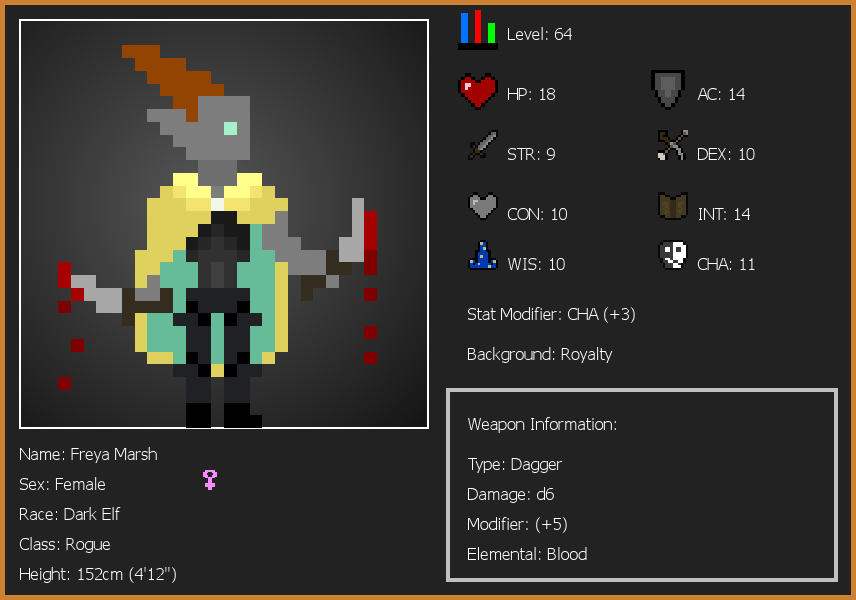 Level: 64
HP: 18
AC: 14
STR: 9
DEX: 10
CON: 10
INT: 14
WIS: 10
CHA: 11
Stat Modifier: CHA (+3)
Background: Royalty
Weapon Information:
Type: Dagger
Damage: d6
Modifier: (+5)
Elemental: Blood
Name: Freya Marsh
Sex: Female
Race: Dark Elf
Class: Rogue
Height: 152cm (4'12")